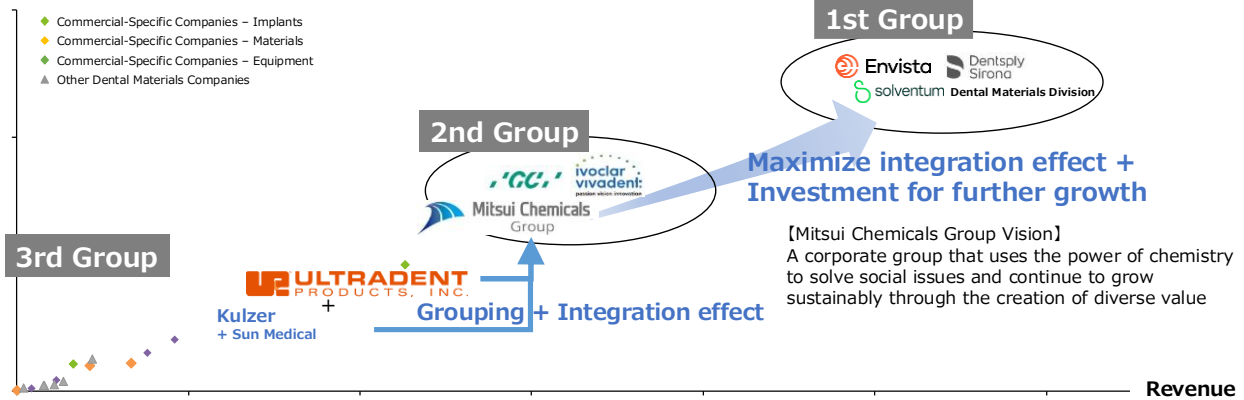 Commercial-Specific Companies – Implants
Commercial-Specific Companies – Materials
Commercial-Specific Companies – Equipment
Other Dental Materials Companies
1st Group
Envista
Dentsply
Sirona
solventum Dental Materials Division
2nd Group
'GC,'
ivoclar
vivadent:
passion vision innovation
Mitsui Chemicals
Group
Maximize integration effect +
Investment for further growth
【Mitsui Chemicals Group Vision】
A corporate group that uses the power of chemistry
to solve social issues and continue to grow
sustainably through the creation of diverse value
3rd Group
UP ULTRADENT
PRODUCTS, INC.
+
Kulzer
+ Sun Medical
Grouping + Integration effect
Revenue